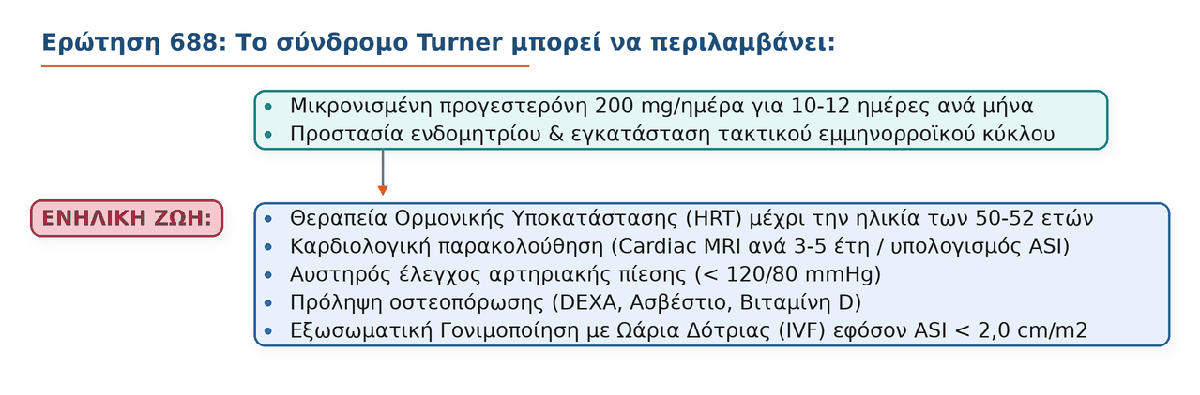 Ερώτηση 688: Το σύνδρομο Turner μπορεί να περιλαμβάνει:
• Μικρονισμένη προγεστερόνη 200 mg/ημέρα για 10-12 ημέρες ανά μήνα
• Προστασία ενδομητρίου & εγκατάσταση τακτικού εμμηνορροϊκού κύκλου
ΕΝΗΛΙΚΗ ΖΩΗ:
• Θεραπεία Ορμονικής Υποκατάστασης (HRT) μέχρι την ηλικία των 50-52 ετών
• Καρδιολογική παρακολούθηση (Cardiac MRI ανά 3-5 έτη / υπολογισμός ASI)
• Αυστηρός έλεγχος αρτηριακής πίεσης (< 120/80 mmHg)
• Πρόληψη οστεοπόρωσης (DEXA, Ασβέστιο, Βιταμίνη D)
• Εξωσωματική Γονιμοποίηση με Ωάρια Δότριας (IVF) εφόσον ASI < 2,0 cm/m2